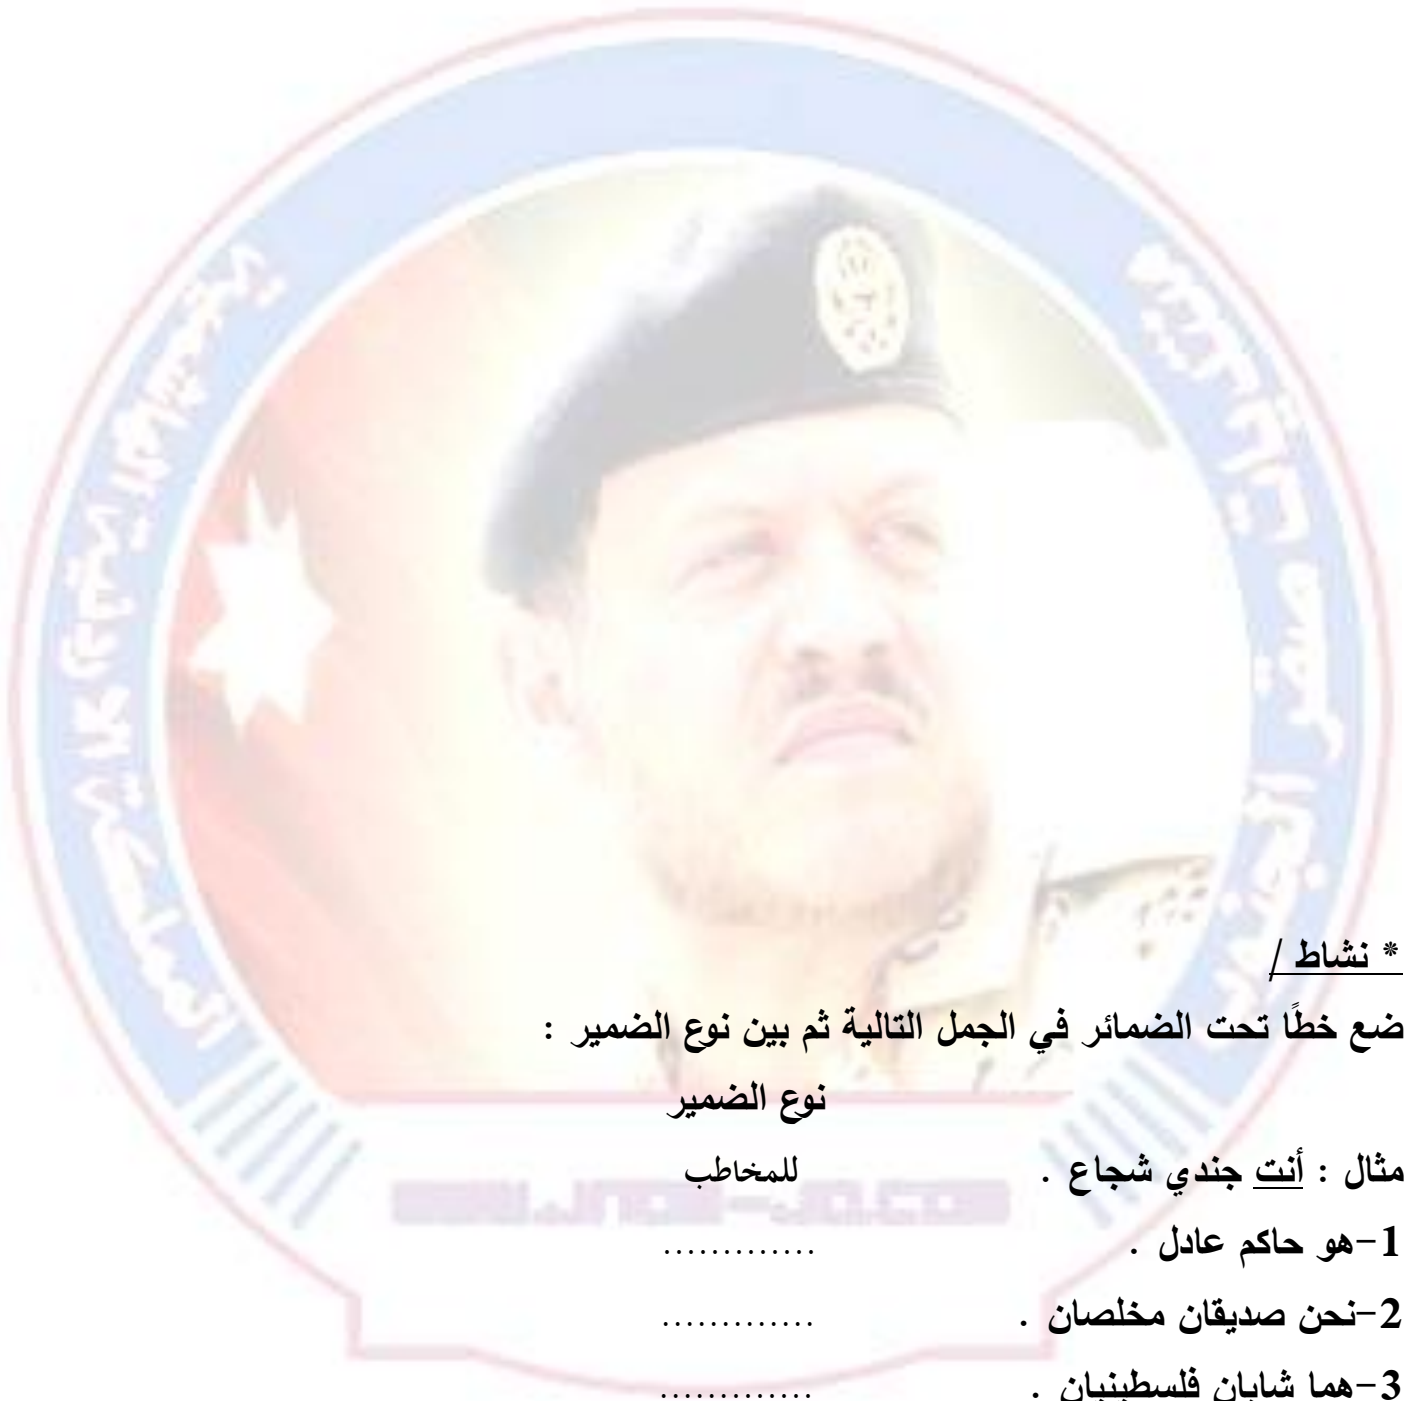 * نشاط /
ضع خطًا تحت الضمائر في الجمل التالية ثم بين نوع الضمير :
نوع الضمير
مثال : أنت جندي شجاع . للمخاطب
1-هو حاكم عادل . .............
2-نحن صديقان مخلصان . .............
3-هما شابان فلسطينيان . .............